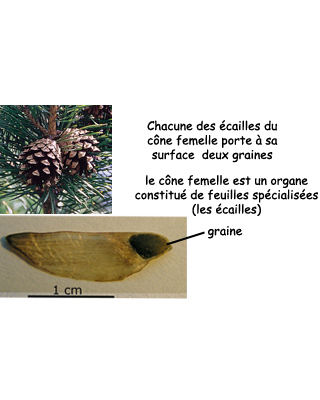 Chacune des écailles du
cône femelle porte à sa
surface deux graines
le cône femelle est un organe
constitué de feuilles spécialisées
(les écailles)
graine
1 cm